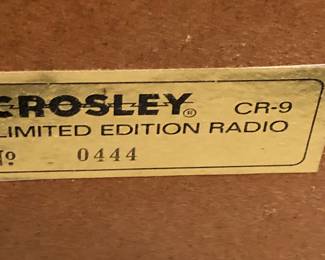 CROSLEY® CR-9
LIMITED EDITION RADIO
No 0444